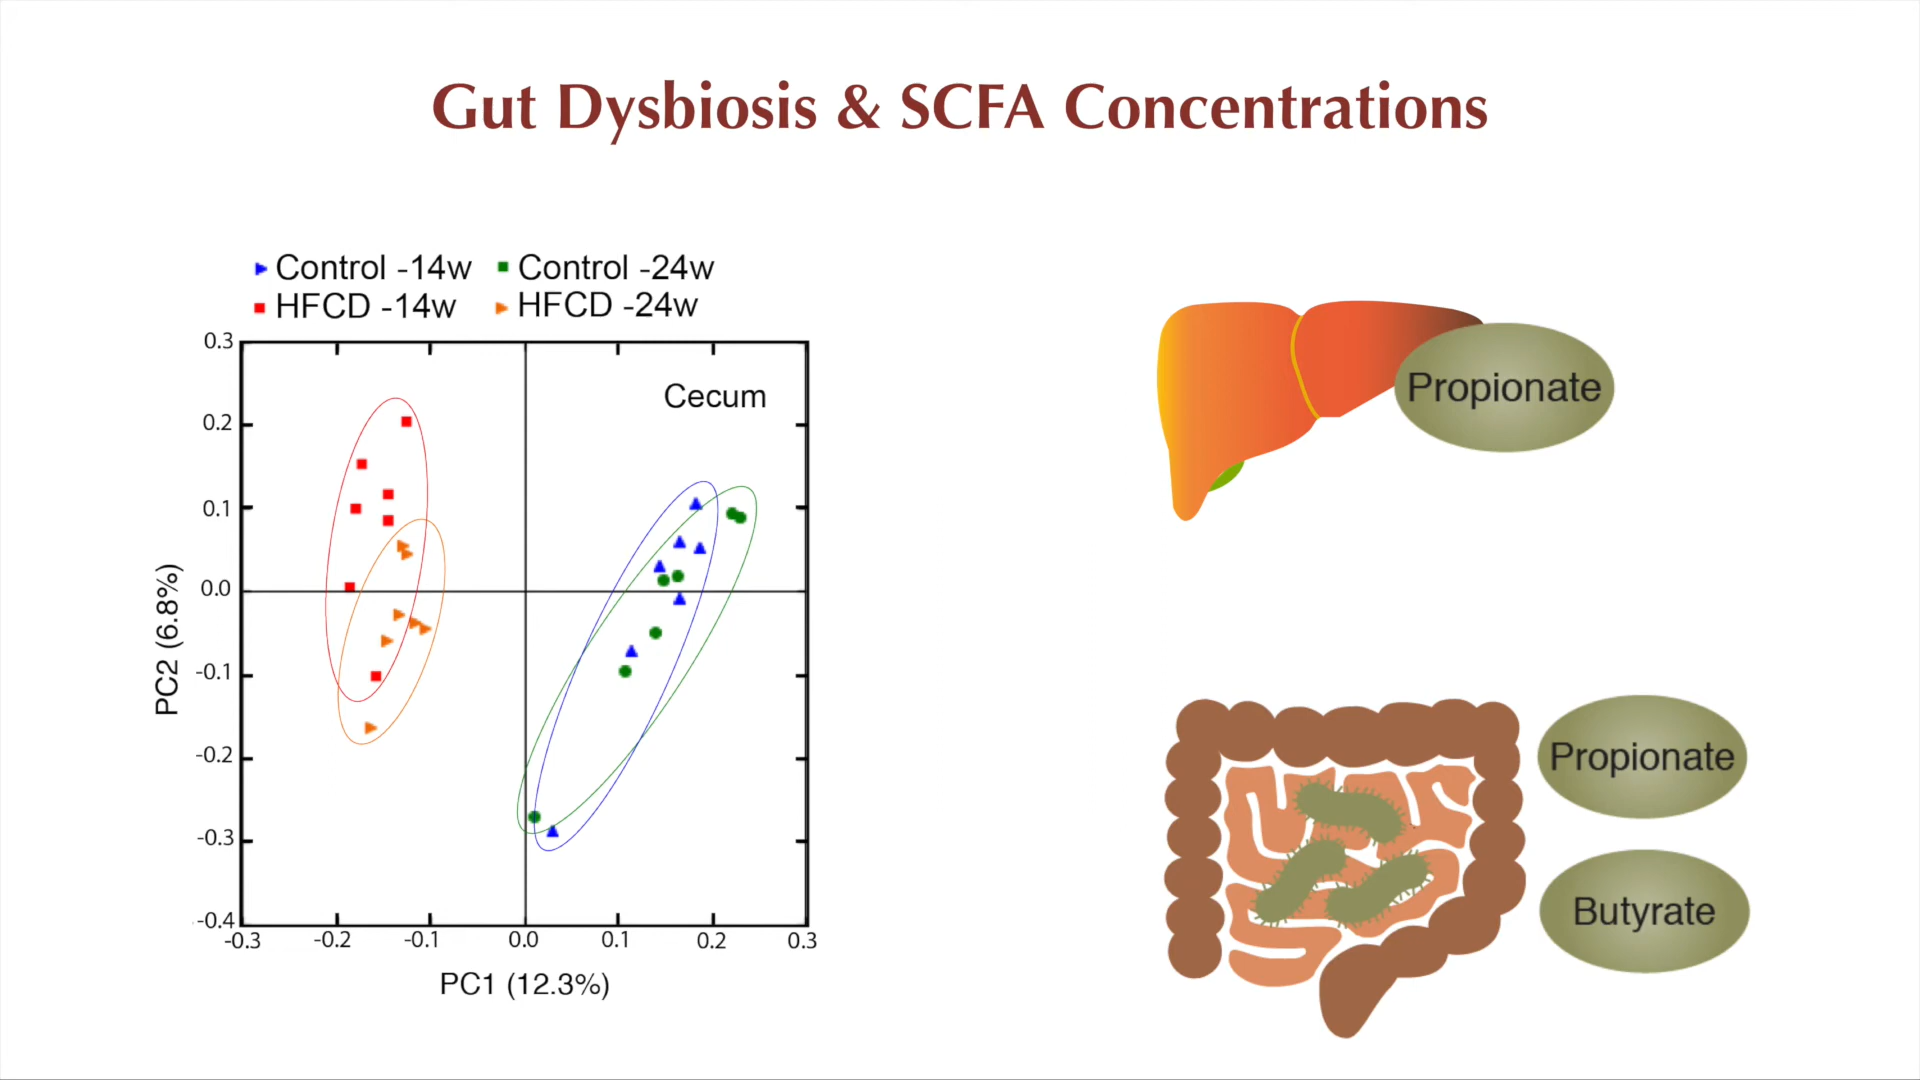 Gut Dysbiosis & SCFA Concentrations
Control -14w Control -24w
HFCD -14w HFCD -24w
Cecum
0.3
0.2
0.1
0.0
-0.1
-0.2
-0.3
-0.4
PC2 (6.8%)
-0.3 -0.2 -0.1 0.0 0.1 0.2 0.3
PC1 (12.3%)
Propionate
Propionate
Butyrate